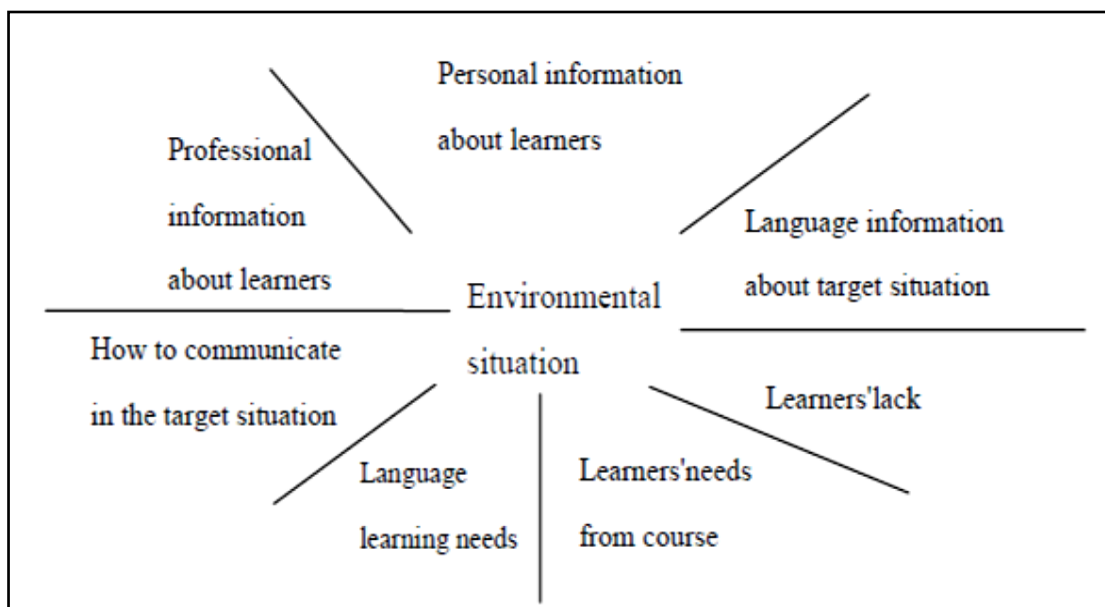 Personal information
about learners
Professional
information
about learners
Language information
about target situation
Environmental
situation
How to communicate
in the target situation
Learners'lack
Language
learning needs
Learners'needs
from course